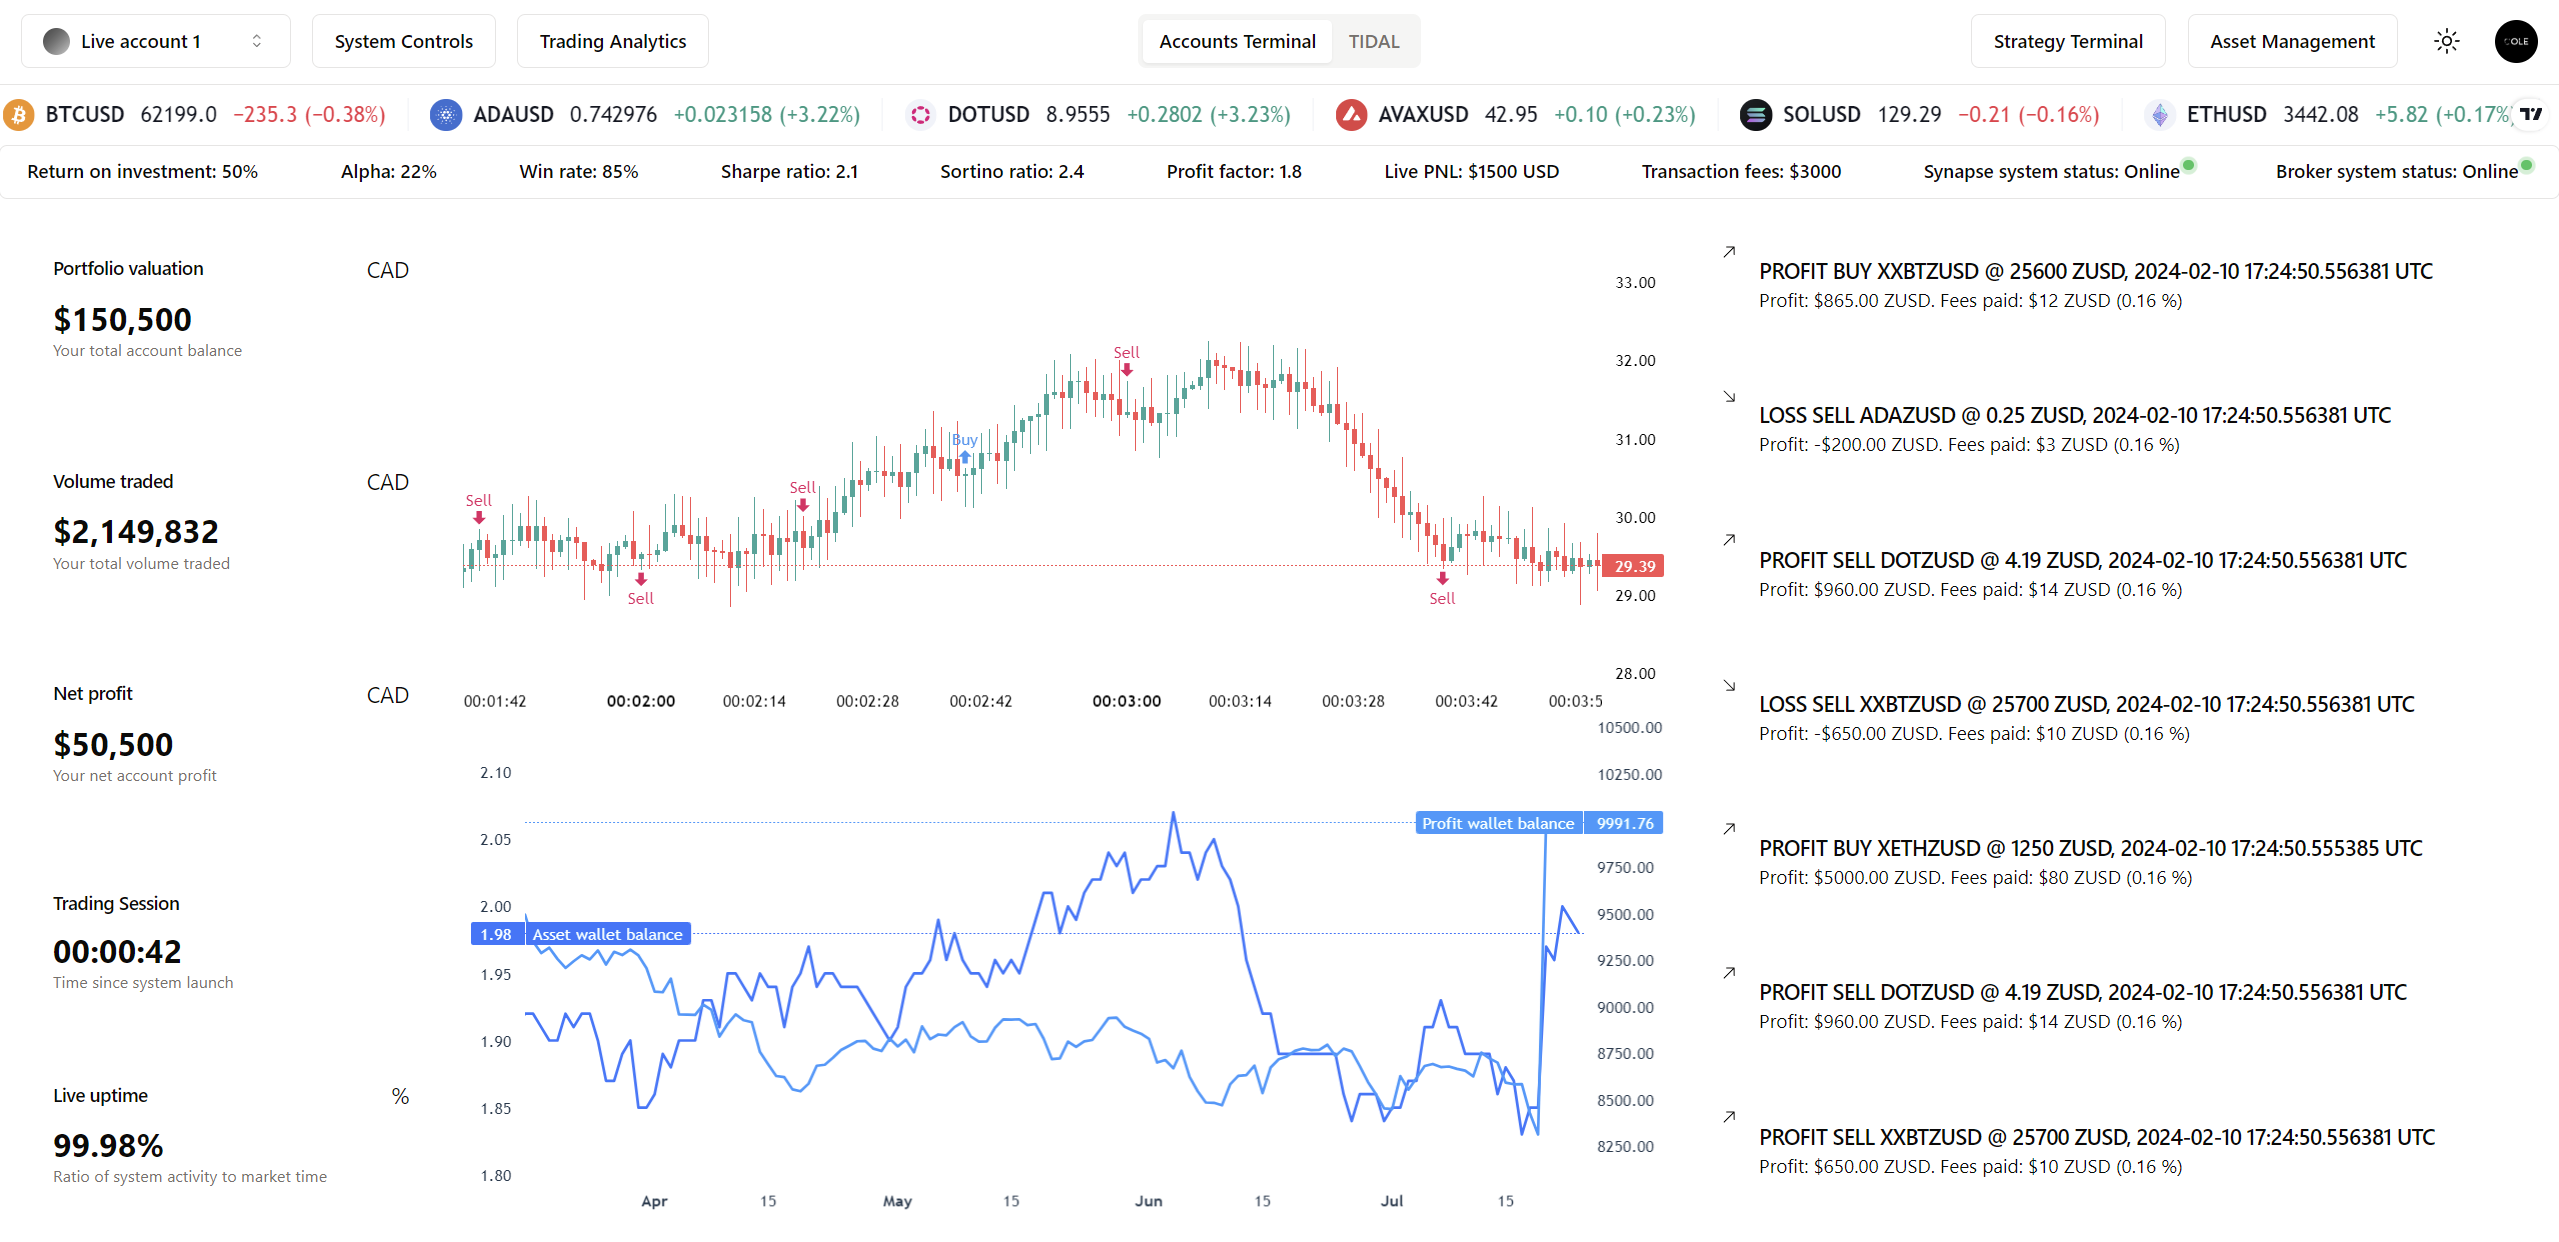 Live account 1
System Controls
Trading Analytics
Accounts Terminal
TIDAL
Strategy Terminal
Asset Management
COLE
BTCUSD 62199.0 −235.3 (−0.38%)
ADAUSD 0.742976 +0.023158 (+3.22%)
DOTUSD 8.9555 +0.2802 (+3.23%)
AVAXUSD 42.95 +0.10 (+0.23%)
SOLUSD 129.29 −0.21 (−0.16%)
ETHUSD 3442.08 +5.82 (+0.17%)
Return on investment: 50%
Alpha: 22%
Win rate: 85%
Sharpe ratio: 2.1
Sortino ratio: 2.4
Profit factor: 1.8
Live PNL: $1500 USD
Transaction fees: $3000
Synapse system status: Online
Broker system status: Online
Portfolio valuation CAD
$150,500
Your total account balance
Volume traded CAD
$2,149,832
Your total volume traded
Net profit CAD
$50,500
Your net account profit
Trading Session
00:00:42
Time since system launch
Live uptime %
99.98%
Ratio of system activity to market time
Sell
Sell
Sell
Buy
Sell
Sell
33.00
32.00
31.00
30.00
29.39
29.00
28.00
00:01:42 00:02:00 00:02:14 00:02:28 00:02:42 00:03:00 00:03:14 00:03:28 00:03:42 00:03:5
2.10
2.05
2.00
1.98 Asset wallet balance
1.95
1.90
1.85
1.80
10500.00
10250.00
Profit wallet balance 9991.76
9750.00
9500.00
9250.00
9000.00
8750.00
8500.00
8250.00
Apr 15 May 15 Jun 15 Jul 15
PROFIT BUY XXBTZUSD @ 25600 ZUSD, 2024-02-10 17:24:50.556381 UTC
Profit: $865.00 ZUSD. Fees paid: $12 ZUSD (0.16 %)
LOSS SELL ADAZUSD @ 0.25 ZUSD, 2024-02-10 17:24:50.556381 UTC
Profit: -$200.00 ZUSD. Fees paid: $3 ZUSD (0.16 %)
PROFIT SELL DOTZUSD @ 4.19 ZUSD, 2024-02-10 17:24:50.556381 UTC
Profit: $960.00 ZUSD. Fees paid: $14 ZUSD (0.16 %)
LOSS SELL XXBTZUSD @ 25700 ZUSD, 2024-02-10 17:24:50.556381 UTC
Profit: -$650.00 ZUSD. Fees paid: $10 ZUSD (0.16 %)
PROFIT BUY XETHZUSD @ 1250 ZUSD, 2024-02-10 17:24:50.555385 UTC
Profit: $5000.00 ZUSD. Fees paid: $80 ZUSD (0.16 %)
PROFIT SELL DOTZUSD @ 4.19 ZUSD, 2024-02-10 17:24:50.556381 UTC
Profit: $960.00 ZUSD. Fees paid: $14 ZUSD (0.16 %)
PROFIT SELL XXBTZUSD @ 25700 ZUSD, 2024-02-10 17:24:50.556381 UTC
Profit: $650.00 ZUSD. Fees paid: $10 ZUSD (0.16 %)